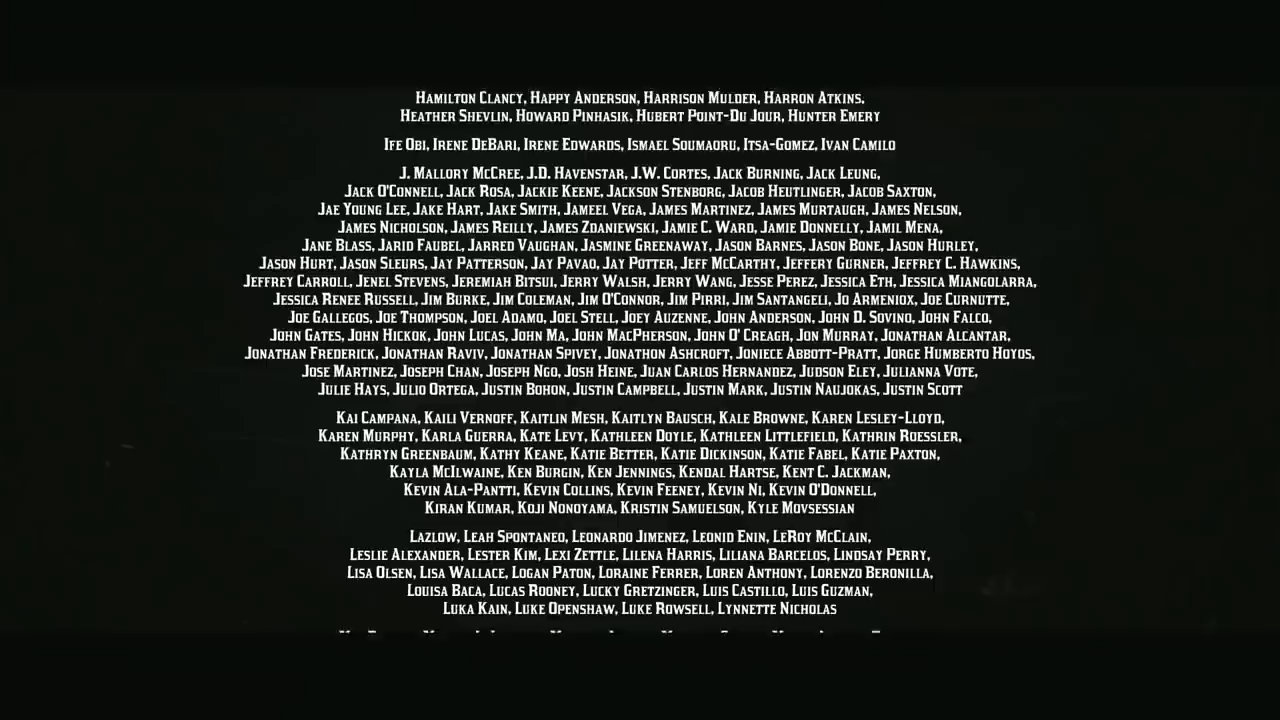 Hamilton Clancy, Happy Anderson, Harrison Mulder, Harron Atkins,
Heather Shevlin, Howard Pinhasik, Hubert Point-Du Jour, Hunter Emery
Ife Obi, Irene DeBari, Irene Edwards, Ismael Soumaoru, Itsa-Gomez, Ivan Camilo
J. Mallory McCree, J.D. Havenstar, J.W. Cortes, Jack Burning, Jack Leung,
Jack O'Connell, Jack Rosa, Jackie Keene, Jackson Stenborg, Jacob Heutlinger, Jacob Saxton,
Jae Young Lee, Jake Hart, Jake Smith, Jameel Vega, James Martinez, James Murtaugh, James Nelson,
James Nicholson, James Reilly, James Zdaniewski, Jamie C. Ward, Jamie Donnelly, Jamil Mena,
Jane Blass, Jarid Faubel, Jarred Vaughan, Jasmine Greenaway, Jason Barnes, Jason Bone, Jason Hurley,
Jason Hurt, Jason Sleurs, Jay Patterson, Jay Pavao, Jay Potter, Jeff McCarthy, Jeffery Gurner, Jeffrey C. Hawkins,
Jeffrey Carroll, Jenel Stevens, Jeremiah Bitsui, Jerry Walsh, Jerry Wang, Jesse Perez, Jessica Eth, Jessica Miangolarra,
Jessica Renee Russell, Jim Burke, Jim Coleman, Jim O'Connor, Jim Pirri, Jim Santangeli, Jo Armeniox, Joe Curnutte,
Joe Gallegos, Joe Thompson, Joel Adamo, Joel Stell, Joey Auzenne, John Anderson, John D. Sovino, John Falco,
John Gates, John Hickok, John Lucas, John Ma, John MacPherson, John O' Creagh, Jon Murray, Jonathan Alcantar,
Jonathan Frederick, Jonathan Raviv, Jonathan Spivey, Jonathon Ashcroft, Joniece Abbott-Pratt, Jorge Humberto Hoyos,
Jose Martinez, Joseph Chan, Joseph Ngo, Josh Heine, Juan Carlos Hernandez, Judson Eley, Julianna Vote,
Julie Hays, Julio Ortega, Justin Bohon, Justin Campbell, Justin Mark, Justin Naujokas, Justin Scott
Kai Campana, Kaili Vernoff, Kaitlin Mesh, Kaitlyn Bausch, Kale Browne, Karen Lesley-Lloyd,
Karen Murphy, Karla Guerra, Kate Levy, Kathleen Doyle, Kathleen Littlefield, Kathrin Roessler,
Kathryn Greenbaum, Kathy Keane, Katie Better, Katie Dickinson, Katie Fabel, Katie Paxton,
Kayla McIlwaine, Ken Burgin, Ken Jennings, Kendal Hartse, Kent C. Jackman,
Kevin Ala-Pantti, Kevin Collins, Kevin Feeney, Kevin Ni, Kevin O'Donnell,
Kiran Kumar, Koji Nonoyama, Kristin Samuelson, Kyle Movsessian
Lazlow, Leah Spontaneo, Leonardo Jimenez, Leonid Enin, LeRoy McClain,
Leslie Alexander, Lester Kim, Lexi Zettle, Lilena Harris, Liliana Barcelos, Lindsay Perry,
Lisa Olsen, Lisa Wallace, Logan Paton, Loraine Ferrer, Loren Anthony, Lorenzo Beronilla,
Louisa Baca, Lucas Rooney, Lucky Gretzinger, Luis Castillo, Luis Guzman,
Luka Kain, Luke Openshaw, Luke Rowsell, Lynnette Nicholas